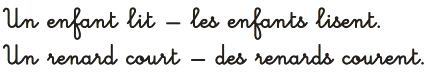 Un enfant lit – les enfants lisent.
Un renard court – des renards courent.